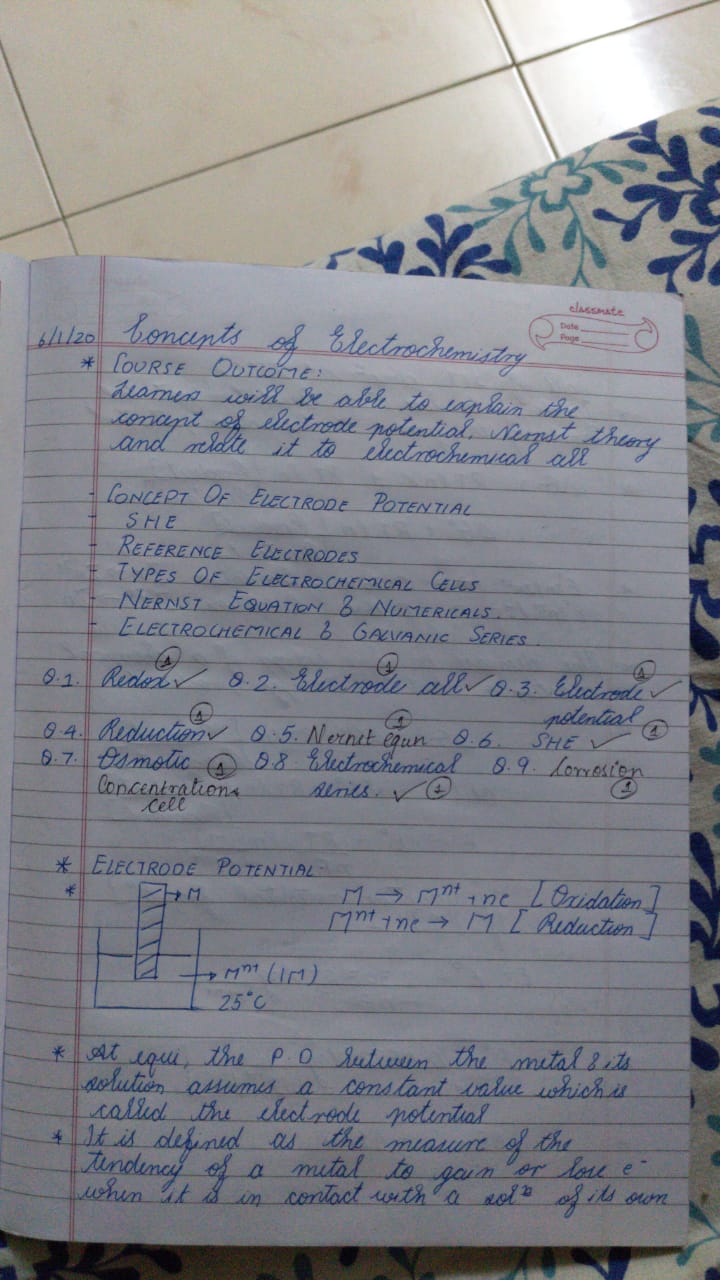 classmate
Date
Page
6/1/20 Concepts of Electrochemistry
* COURSE OUTCOME:
Learners will be able to explain the
concept of electrode potential, Nernst theory
and relate it to electrochemical cell
- CONCEPT OF ELECTRODE POTENTIAL
- SHE
- REFERENCE ELECTRODES
- TYPES OF ELECTROCHEMICAL CELLS
- NERNST EQUATION & NUMERICALS.
- ELECTROCHEMICAL & GALVANIC SERIES.
Q.1. Redox ✓ ① Q.2. Electrode cell ✓ ① Q.3. Electrode ✓ ①
potential
Q.4. Reduction ✓ ① Q.5. Nernst equn ① Q.6. SHE ✓ ①
Q.7. Osmotic ① Q.8 Electrochemical Q.9. Corrosion
Concentration series. ✓ ① ①
cell
* ELECTRODE POTENTIAL
* → M M → Mⁿ⁺ + ne [Oxidation]
Mⁿ⁺ + ne → M [Reduction]
→ Mⁿ⁺ (1M)
25°C
* At equi, the P.D between the metal & its
solution assumes a constant value which is
called the electrode potential
* It is defined as the measure of the
tendency of a metal to gain or lose e⁻
when it is in contact with a solⁿ of its own